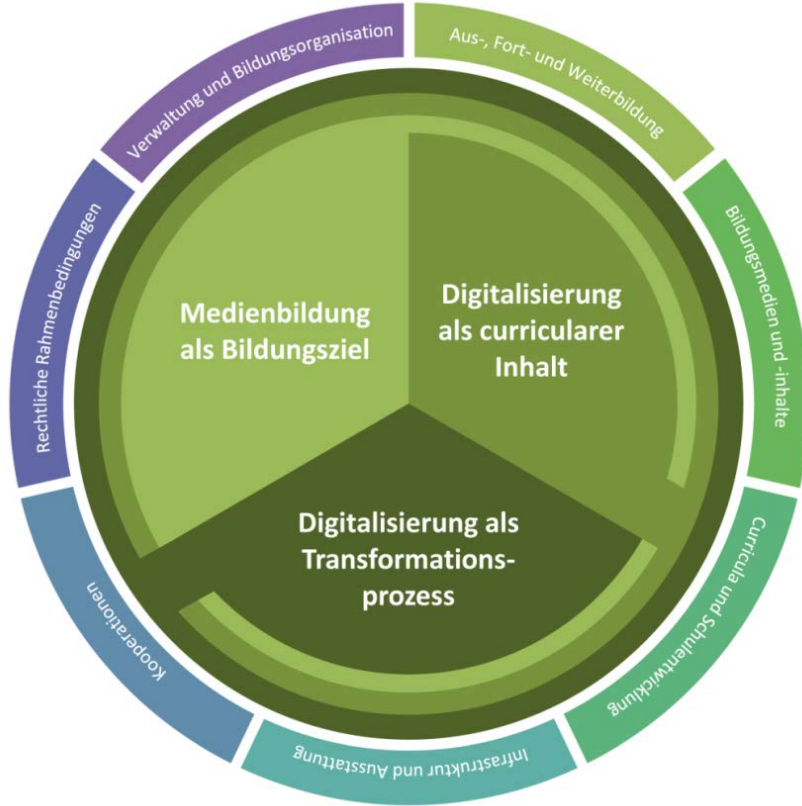 Verwaltung und Bildungsorganisation
Aus-, Fort- und Weiterbildung
Bildungsmedien und -inhalte
Curricula und Schulentwicklung
Infrastruktur und Ausstattung
Kooperationen
Rechtliche Rahmenbedingungen
Medienbildung
als Bildungsziel
Digitalisierung
als curricularer
Inhalt
Digitalisierung als
Transformations-
prozess